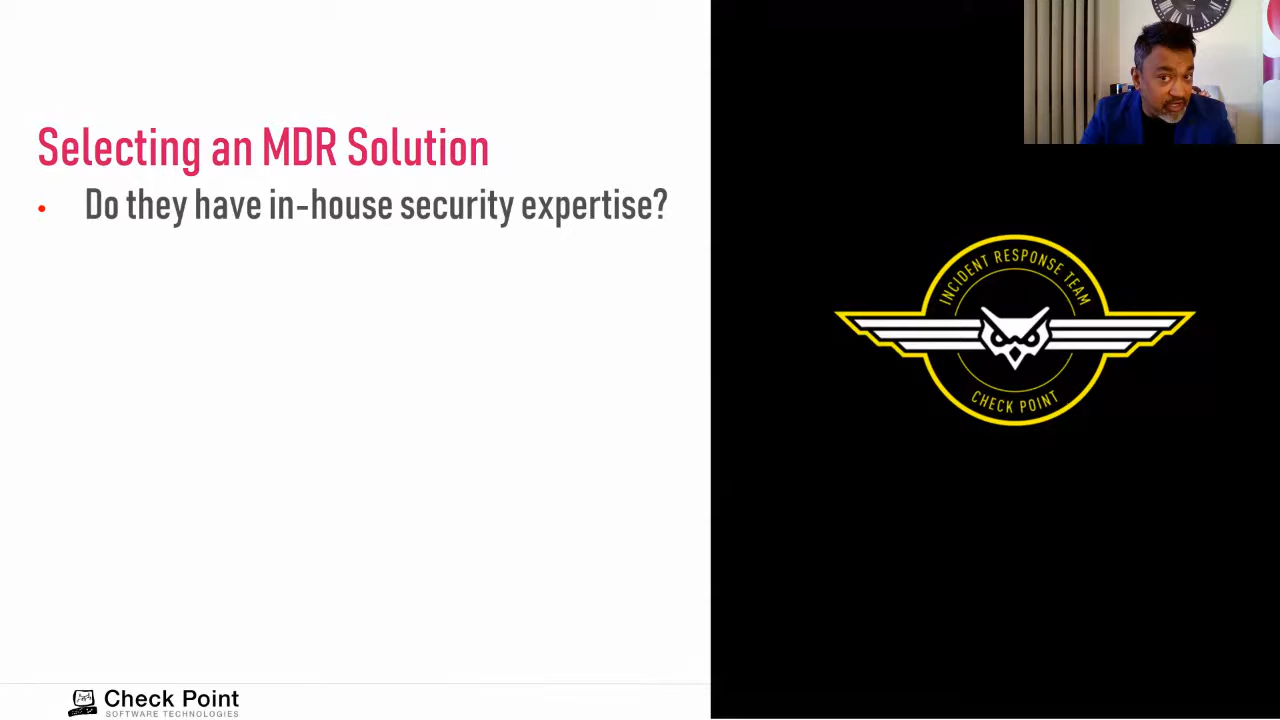 Selecting an MDR Solution
• Do they have in-house security expertise?
INCIDENT RESPONSE TEAM
CHECK POINT
Check Point
SOFTWARE TECHNOLOGIES